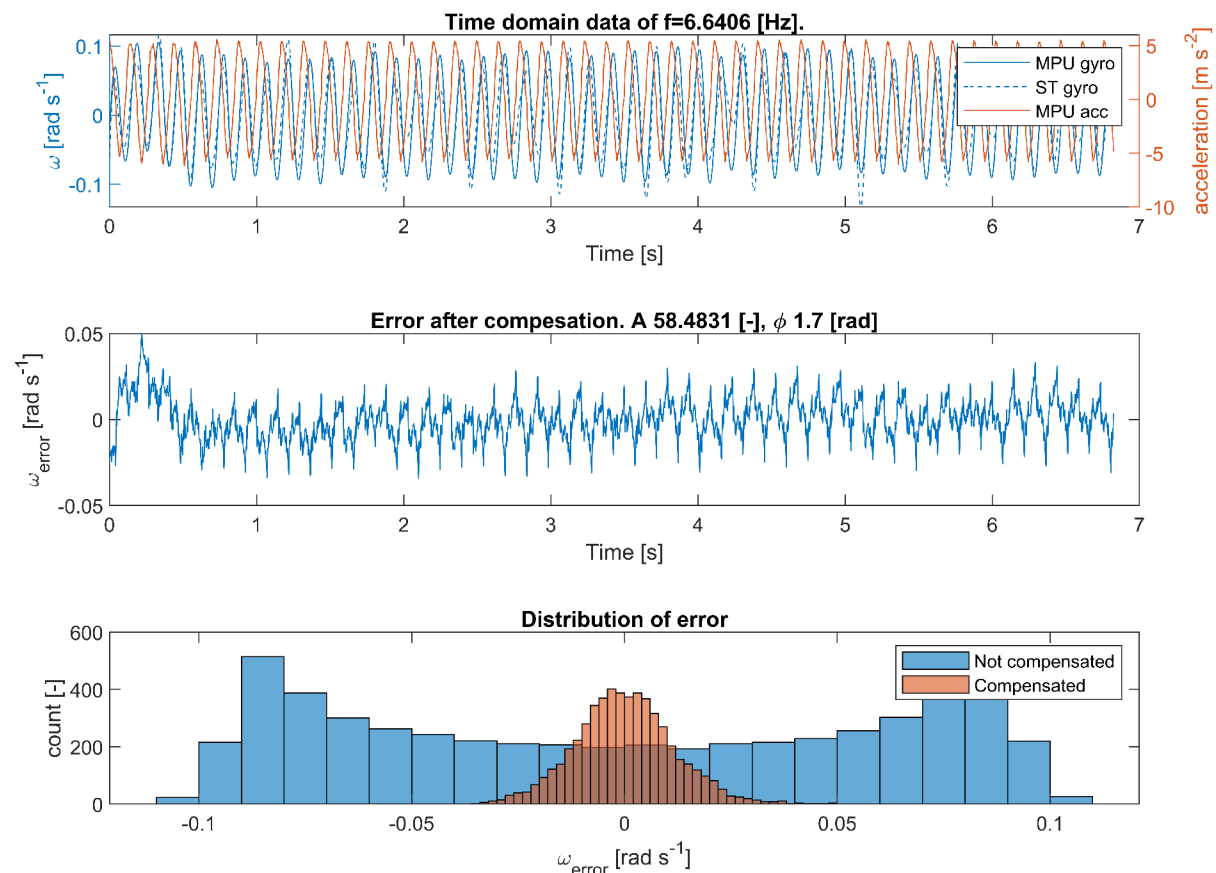 Time domain data of f=6.6406 [Hz].
0.1
0
-0.1
ω [rad s⁻¹]
5
0
-5
-10
acceleration [m s⁻²]
MPU gyro
ST gyro
MPU acc
0 1 2 3 4 5 6 7
Time [s]
Error after compesation. A 58.4831 [-], ϕ 1.7 [rad]
0.05
0
-0.05
ω_error [rad s⁻¹]
0 1 2 3 4 5 6 7
Time [s]
Distribution of error
600
400
200
0
count [-]
Not compensated
Compensated
-0.1 -0.05 0 0.05 0.1
ω_error [rad s⁻¹]